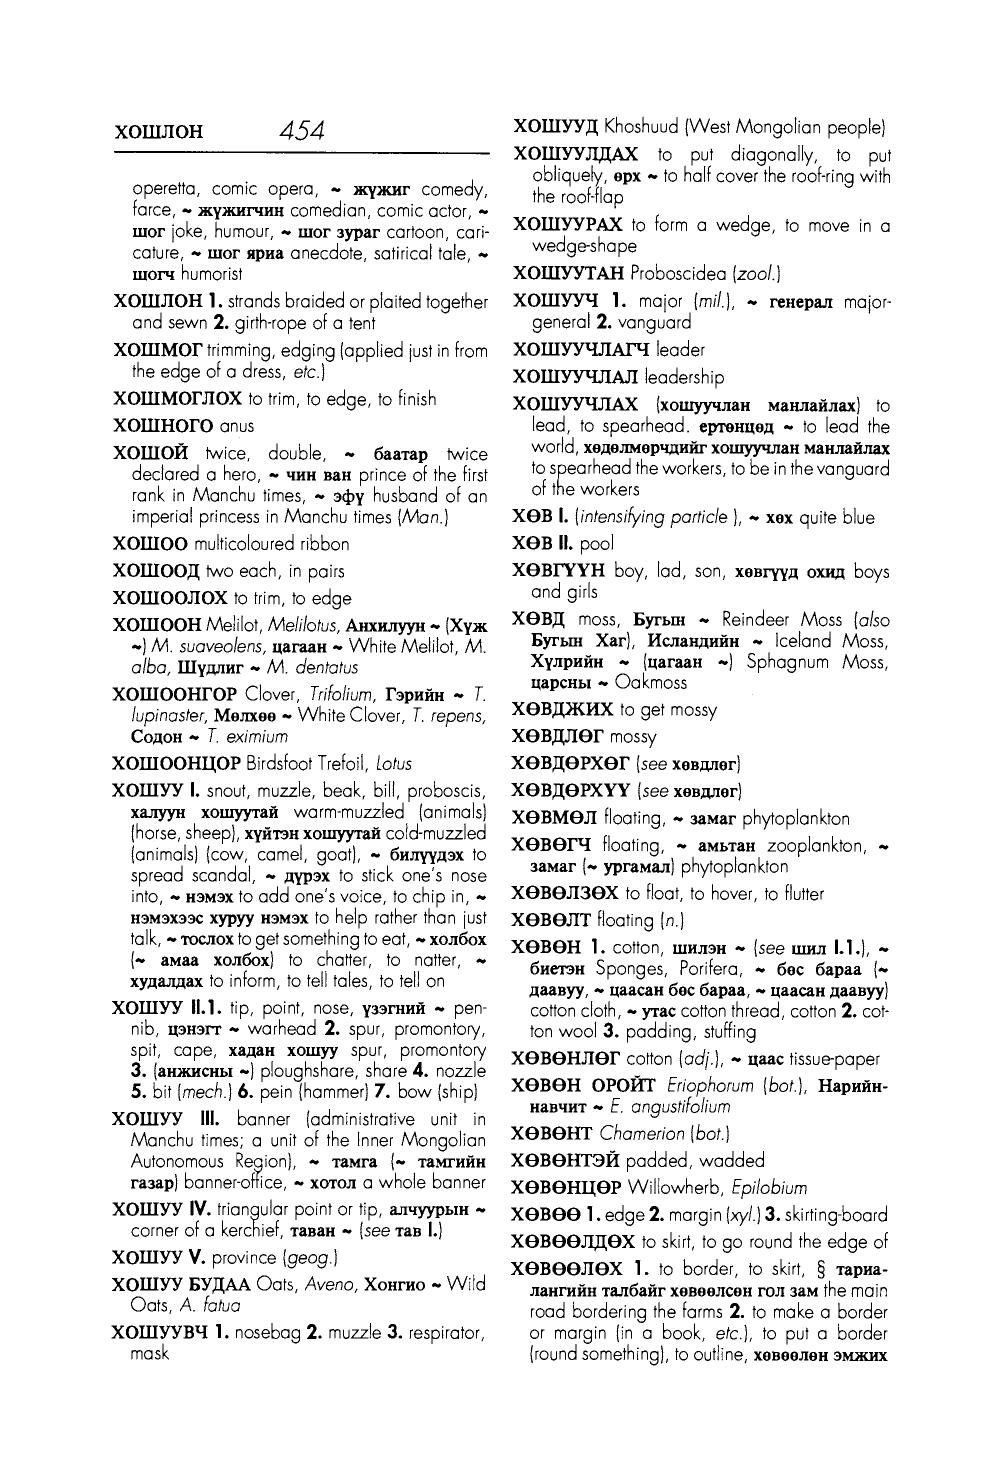 ХОШЛОН 454
operetta, comic opera, ~ жүжиг comedy,
farce, ~ жүжигчин comedian, comic actor, ~
шог joke, humour, ~ шог зураг cartoon, cari-
cature, ~ шог яриа anecdote, satirical tale, ~
шогч humorist
ХОШЛОН 1. strands braided or plaited together
and sewn 2. girth-rope of a tent
ХОШМОГ trimming, edging (applied just in from
the edge of a dress, etc.)
ХОШМОГЛОХ to trim, to edge, to finish
ХОШНОГО anus
ХОШОЙ twice, double, ~ баатар twice
declared a hero, ~ чин ван prince of the first
rank in Manchu times, ~ эфү husband of an
imperial princess in Manchu times (Man.)
ХОШОО multicoloured ribbon
ХОШООД two each, in pairs
ХОШООЛОХ to trim, to edge
ХОШООН Melilot, Melilotus, Анхилуун ~ (Хүж
~) M. suaveolens, цагаан ~ White Melilot, M.
alba, Шүдлиг ~ M. dentatus
ХОШООНГОР Clover, Trifolium, Гэрийн ~ T.
lupinaster, Мөлхөө ~ White Clover, T. repens,
Содон ~ T. eximium
ХОШООНЦОР Birdsfoot Trefoil, Lotus
ХОШУУ I. snout, muzzle, beak, bill, proboscis,
халуун хошуутай warm-muzzled (animals)
(horse, sheep), хүйтэн хошуутай cold-muzzled
(animals) (cow, camel, goat), ~ билүүдэх to
spread scandal, ~ дүрэх to stick one's nose
into, ~ нэмэх to add one's voice, to chip in, ~
нэмэхээс хуруу нэмэх to help rather than just
talk, ~ тослох to get something to eat, ~ холбох
(~ амаа холбох) to chatter, to natter, ~
худалдах to inform, to tell tales, to tell on
ХОШУУ II.1. tip, point, nose, үзэгний ~ pen-
nib, цэнэгт ~ warhead 2. spur, promontory,
spit, cape, хадан хошуу spur, promontory
3. (анжисны ~) ploughshare, share 4. nozzle
5. bit (mech.) 6. pein (hammer) 7. bow (ship)
ХОШУУ III. banner (administrative unit in
Manchu times; a unit of the Inner Mongolian
Autonomous Region), ~ тамга (~ тамгийн
газар) banner-office, ~ хотол a whole banner
ХОШУУ IV. triangular point or tip, алчуурын ~
corner of a kerchief, таван ~ (see тав I.)
ХОШУУ V. province (geog.)
ХОШУУ БУДАА Oats, Aveno, Хонгио ~ Wild
Oats, A. fatua
ХОШУУВЧ 1. nosebag 2. muzzle 3. respirator,
mask
ХОШУУД Khoshuud (West Mongolian people)
ХОШУУЛДАХ to put diagonally, to put
obliquely, өрх ~ to half cover the roof-ring with
the roof-flap
ХОШУУРАХ to form a wedge, to move in a
wedge-shape
ХОШУУТАН Proboscidea (zool.)
ХОШУУЧ 1. major (mil.), ~ генерал major-
general 2. vanguard
ХОШУУЧЛАГЧ leader
ХОШУУЧЛАЛ leadership
ХОШУУЧЛАХ (хошуучлан манлайлах) to
lead, to spearhead. ертөнцөд ~ to lead the
world, хөдөлмөрчдийг хошуучлан манлайлах
to spearhead the workers, to be in the vanguard
of the workers
ХӨВ I. (intensifying particle ), ~ хөх quite blue
ХӨВ II. pool
ХӨВГҮҮН boy, lad, son, хөвгүүд охид boys
and girls
ХӨВД moss, Бугын ~ Reindeer Moss (also
Бугын Хаг), Исландийн ~ Iceland Moss,
Хүлрийн ~ (цагаан ~) Sphagnum Moss,
царсны ~ Oakmoss
ХӨВДЖИХ to get mossy
ХӨВДЛӨГ mossy
ХӨВДӨРХӨГ (see хөвдлөг)
ХӨВДӨРХҮҮ (see хөвдлөг)
ХӨВМӨЛ floating, ~ замаг phytoplankton
ХӨВӨГЧ floating, ~ амьтан zooplankton, ~
замаг (~ ургамал) phytoplankton
ХӨВӨЛЗӨХ to float, to hover, to flutter
ХӨВӨЛТ floating (n.)
ХӨВӨН 1. cotton, шилэн ~ (see шил I.1.), ~
биетэн Sponges, Porifera, ~ бөс бараа (~
даавуу, ~ цаасан бөс бараа, ~ цаасан даавуу)
cotton cloth, ~ утас cotton thread, cotton 2. cot-
ton wool 3. padding, stuffing
ХӨВӨНЛӨГ cotton (adj.), ~ цаас tissue-paper
ХӨВӨН ОРОЙТ Eriophorum (bot.), Нарийн-
навчит ~ E. angustifolium
ХӨВӨНТ Chamerion (bot.)
ХӨВӨНТЭЙ padded, wadded
ХӨВӨНЦӨР Willowherb, Epilobium
ХӨВӨӨ 1. edge 2. margin (xyl.) 3. skirting-board
ХӨВӨӨЛДӨХ to skirt, to go round the edge of
ХӨВӨӨЛӨХ 1. to border, to skirt, § тариа-
лангийн талбайг хөвөөлсөн гол зам the main
road bordering the farms 2. to make a border
or margin (in a book, etc.), to put a border
(round something), to outline, хөвөөлөн эмжих